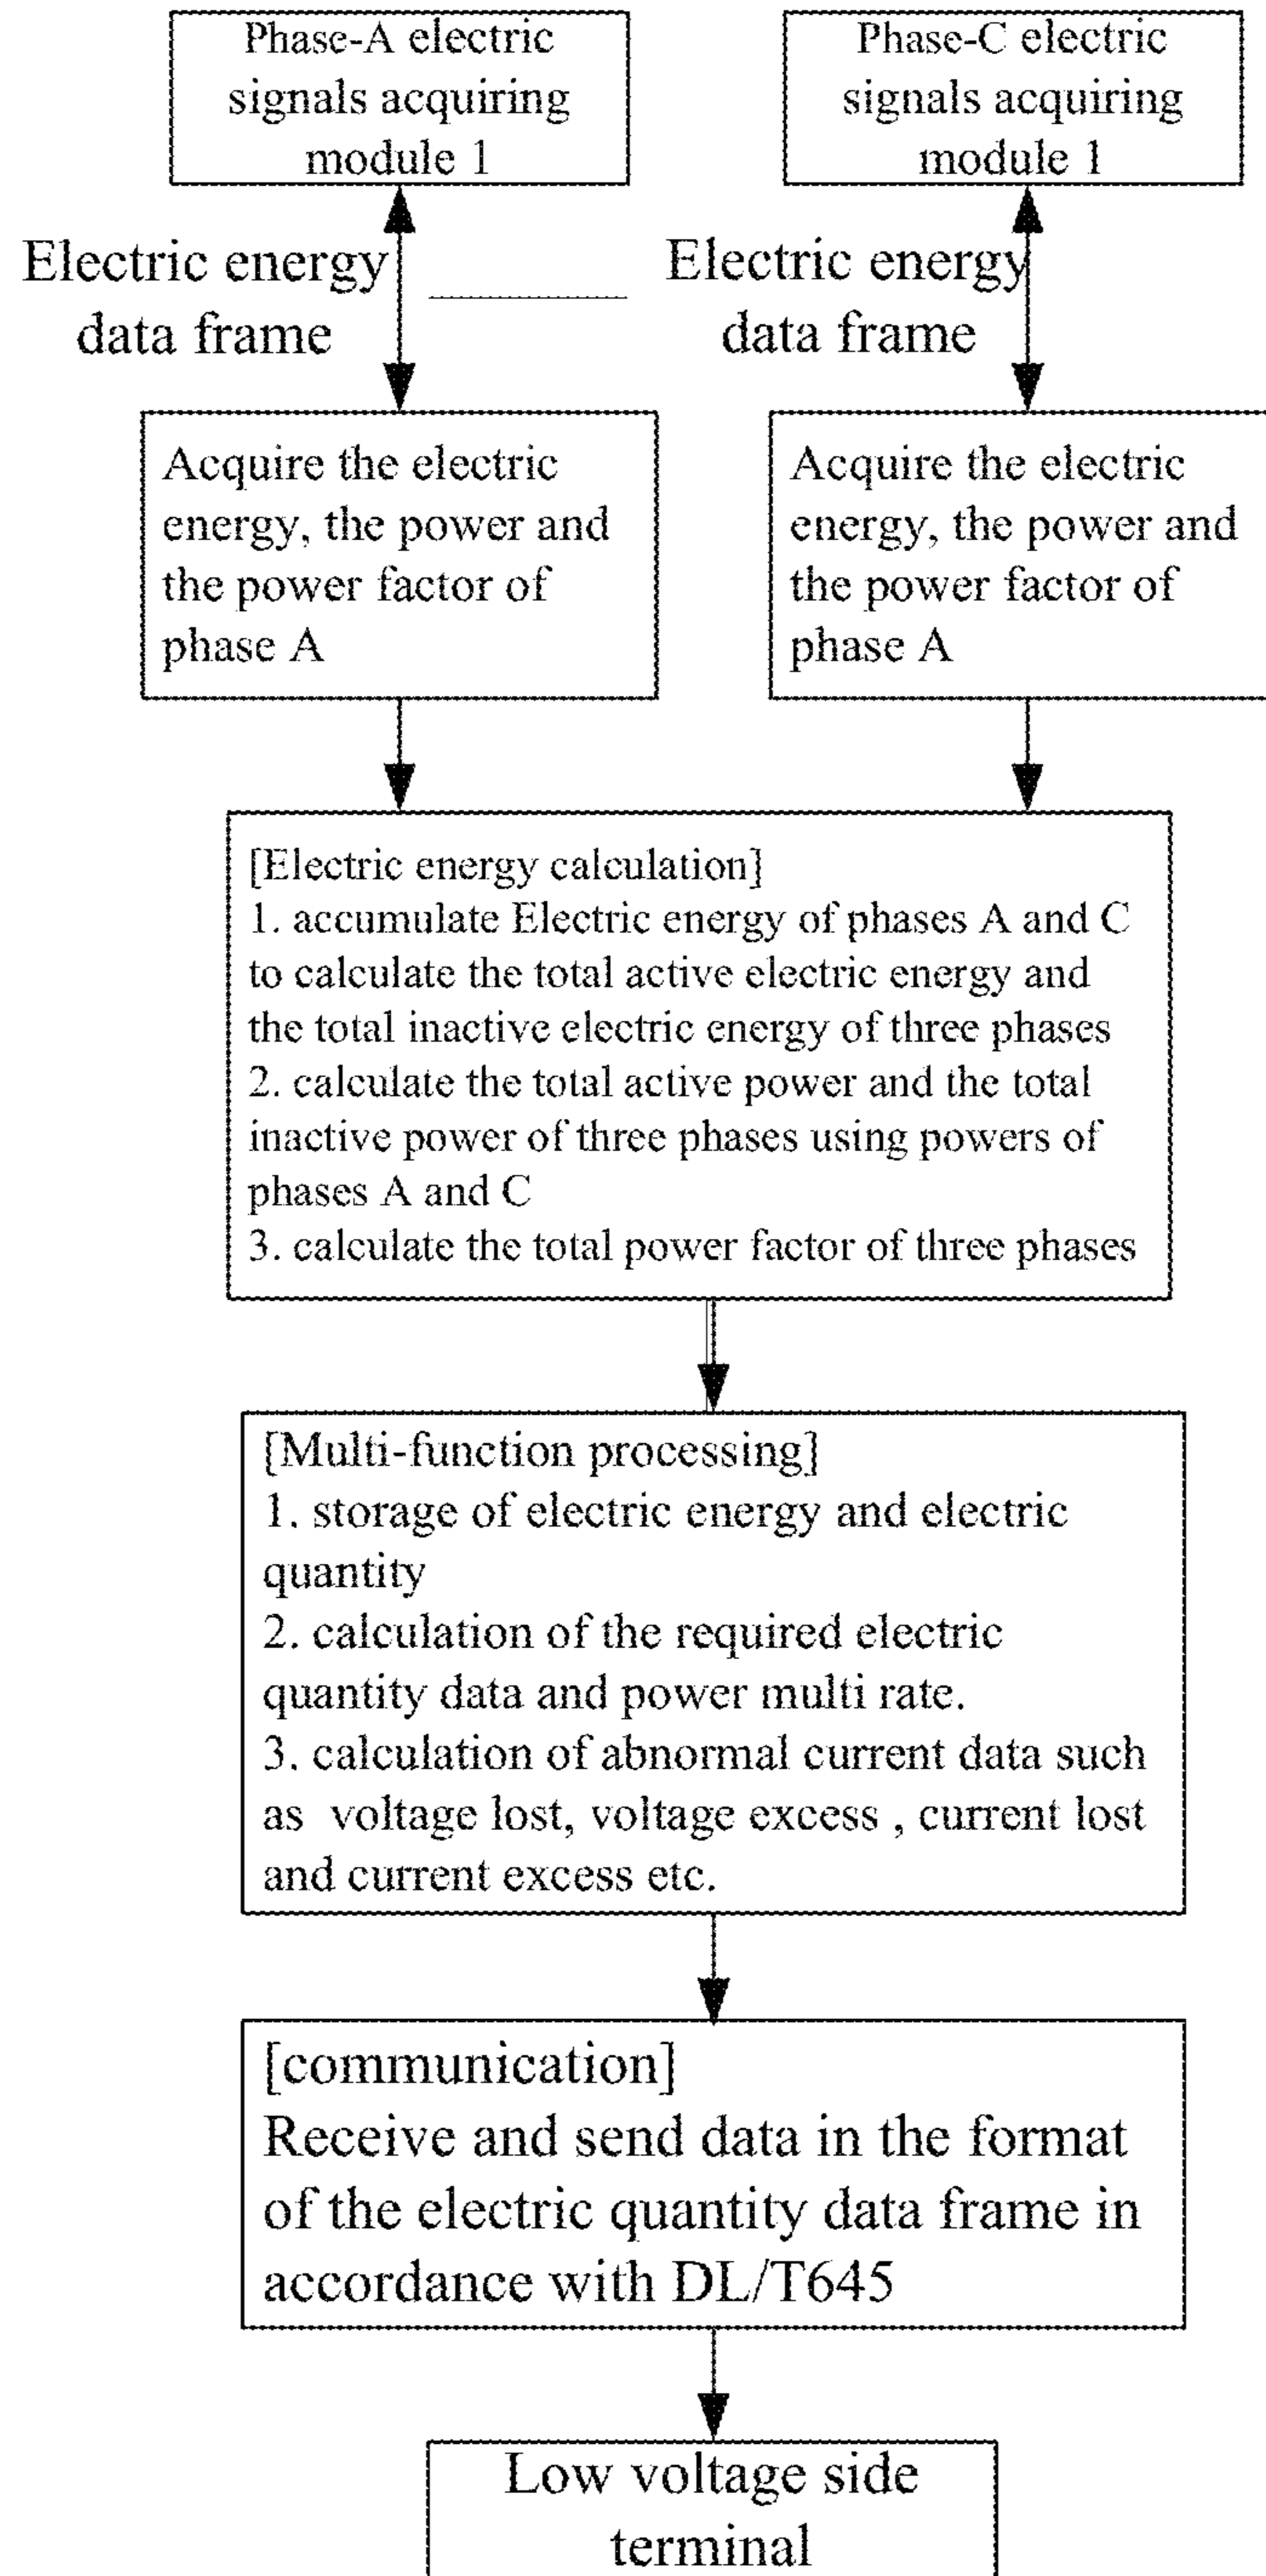 Phase-A electric
signals acquiring
module 1
Phase-C electric
signals acquiring
module 1
Electric energy
data frame
Electric energy
data frame
Acquire the electric
energy, the power and
the power factor of
phase A
Acquire the electric
energy, the power and
the power factor of
phase A
[Electric energy calculation]
1. accumulate Electric energy of phases A and C
to calculate the total active electric energy and
the total inactive electric energy of three phases
2. calculate the total active power and the total
inactive power of three phases using powers of
phases A and C
3. calculate the total power factor of three phases
[Multi-function processing]
1. storage of electric energy and electric
quantity
2. calculation of the required electric
quantity data and power multi rate.
3. calculation of abnormal current data such
as  voltage lost, voltage excess , current lost
and current excess etc.
[communication]
Receive and send data in the format
of the electric quantity data frame in
accordance with DL/T645
Low voltage side
terminal